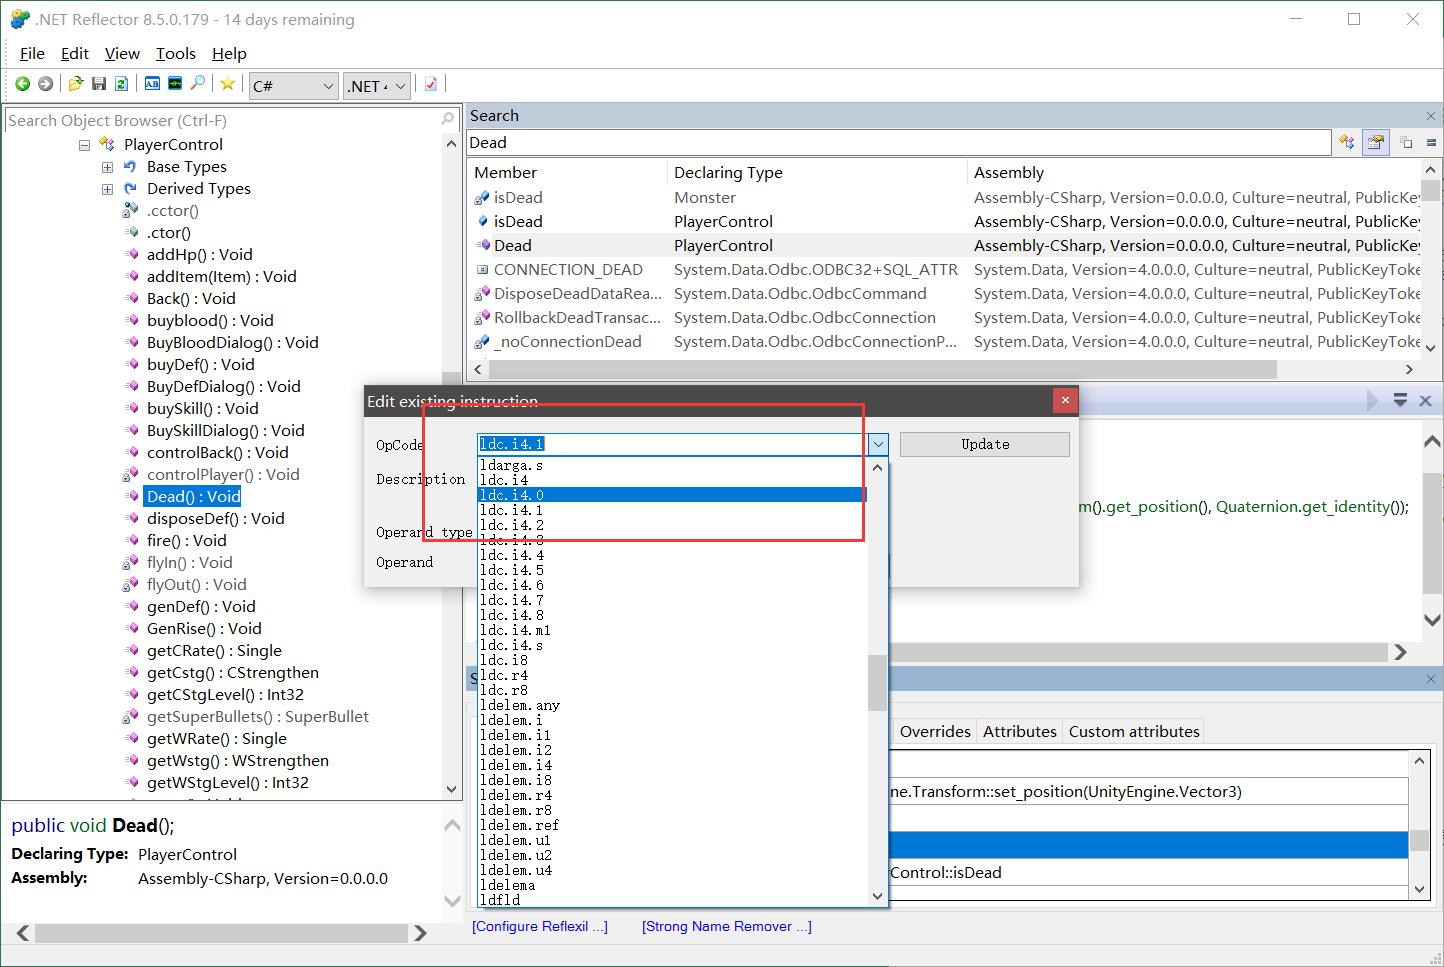 .NET Reflector 8.5.0.179 - 14 days remaining
File Edit View Tools Help
C# .NET 4
Search Object Browser (Ctrl-F)
PlayerControl
Base Types
Derived Types
.cctor()
.ctor()
addHp() : Void
addItem(Item) : Void
Back() : Void
buyblood() : Void
BuyBloodDialog() : Void
buyDef() : Void
BuyDefDialog() : Void
buySkill() : Void
BuySkillDialog() : Void
controlBack() : Void
controlPlayer() : Void
Dead() : Void
disposeDef() : Void
fire() : Void
flyIn() : Void
flyOut() : Void
genDef() : Void
GenRise() : Void
getCRate() : Single
getCstg() : CStrengthen
getCStgLevel() : Int32
getSuperBullets() : SuperBullet
getWRate() : Single
getWstg() : WStrengthen
getWStgLevel() : Int32
public void Dead();
Declaring Type: PlayerControl
Assembly: Assembly-CSharp, Version=0.0.0.0
Search
Dead
Member Declaring Type Assembly
isDead Monster Assembly-CSharp, Version=0.0.0.0, Culture=neutral, PublicKey
isDead PlayerControl Assembly-CSharp, Version=0.0.0.0, Culture=neutral, PublicKey
Dead PlayerControl Assembly-CSharp, Version=0.0.0.0, Culture=neutral, PublicKey
CONNECTION_DEAD System.Data.Odbc.ODBC32+SQL_ATTR System.Data, Version=4.0.0.0, Culture=neutral, PublicKeyToke
DisposeDeadDataRea... System.Data.Odbc.OdbcCommand System.Data, Version=4.0.0.0, Culture=neutral, PublicKeyToke
RollbackDeadTransac... System.Data.Odbc.OdbcConnection System.Data, Version=4.0.0.0, Culture=neutral, PublicKeyToke
_noConnectionDead System.Data.Odbc.OdbcConnectionP... System.Data, Version=4.0.0.0, Culture=neutral, PublicKeyToke
Edit existing instruction
OpCode ldc.i4.1 Update
Description
Operand type
Operand
ldarga.s
ldc.i4
ldc.i4.0
ldc.i4.1
ldc.i4.2
ldc.i4.3
ldc.i4.4
ldc.i4.5
ldc.i4.6
ldc.i4.7
ldc.i4.8
ldc.i4.m1
ldc.i4.s
ldc.i8
ldc.r4
ldc.r8
ldelem.any
ldelem.i
ldelem.i1
ldelem.i2
ldelem.i4
ldelem.i8
ldelem.r4
ldelem.r8
ldelem.ref
ldelem.u1
ldelem.u2
ldelem.u4
ldelema
ldfld
m().get_position(), Quaternion.get_identity());
Overrides Attributes Custom attributes
ne.Transform::set_position(UnityEngine.Vector3)
Control::isDead
[Configure Reflexil ...] [Strong Name Remover ...]